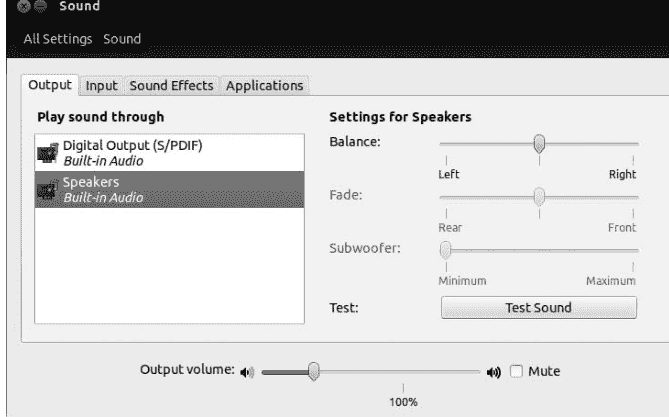 Sound
All Settings Sound
Output Input Sound Effects Applications
Play sound through
Digital Output (S/PDIF)
Built-in Audio
Speakers
Built-in Audio
Settings for Speakers
Balance:
Left Right
Fade:
Rear Front
Subwoofer:
Minimum Maximum
Test: Test Sound
Output volume: Mute
100%